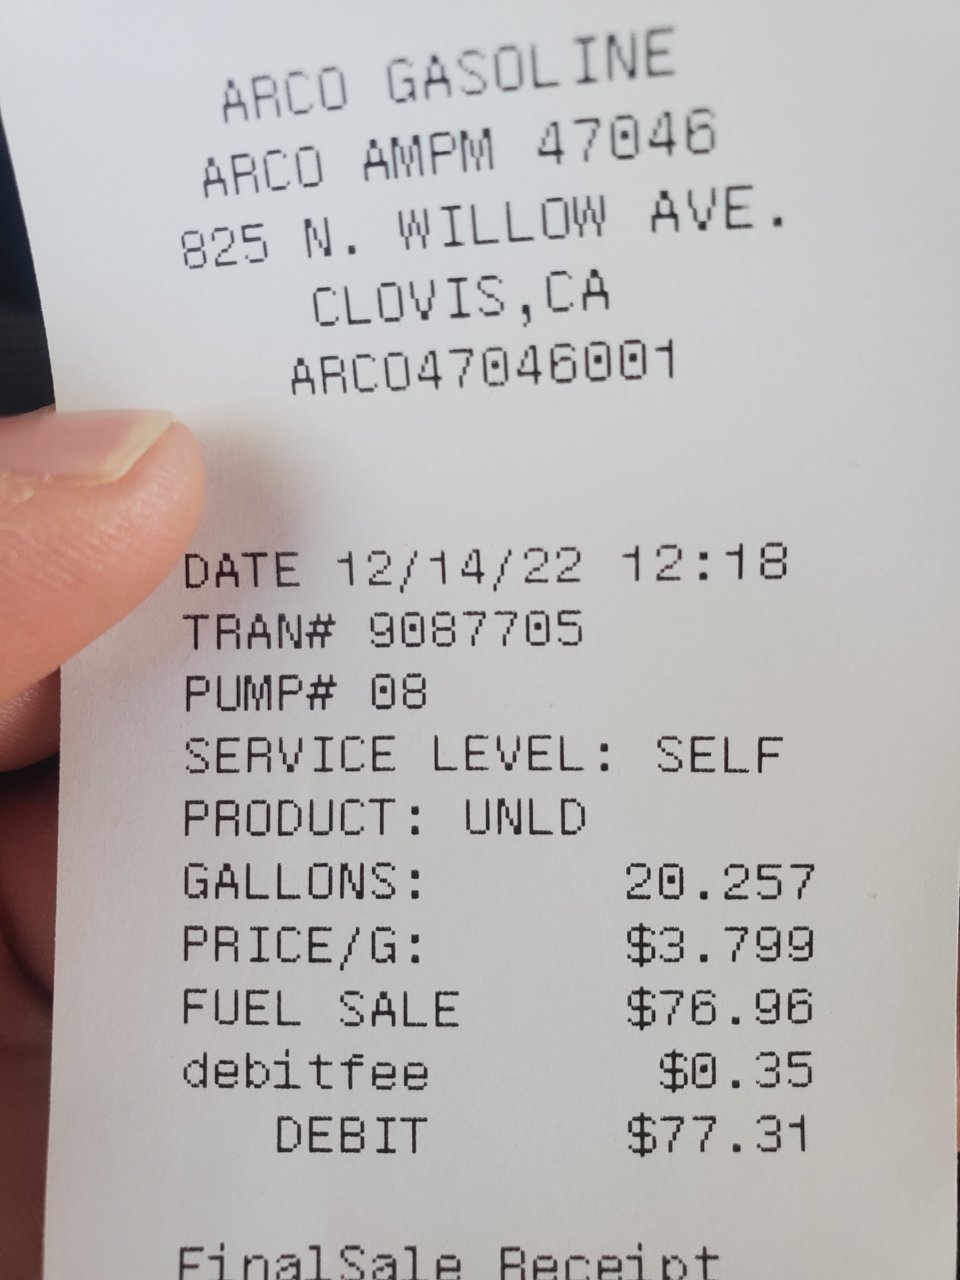 ARCO GASOLINE
ARCO AMPM 47046
825 N. WILLOW AVE.
CLOVIS,CA
ARCO47046001
DATE 12/14/22 12:18
TRAN# 9087705
PUMP# 08
SERVICE LEVEL: SELF
PRODUCT: UNLD
GALLONS: 20.257
PRICE/G: $3.799
FUEL SALE $76.96
debitfee $0.35
DEBIT $77.31
FinalSale Receipt